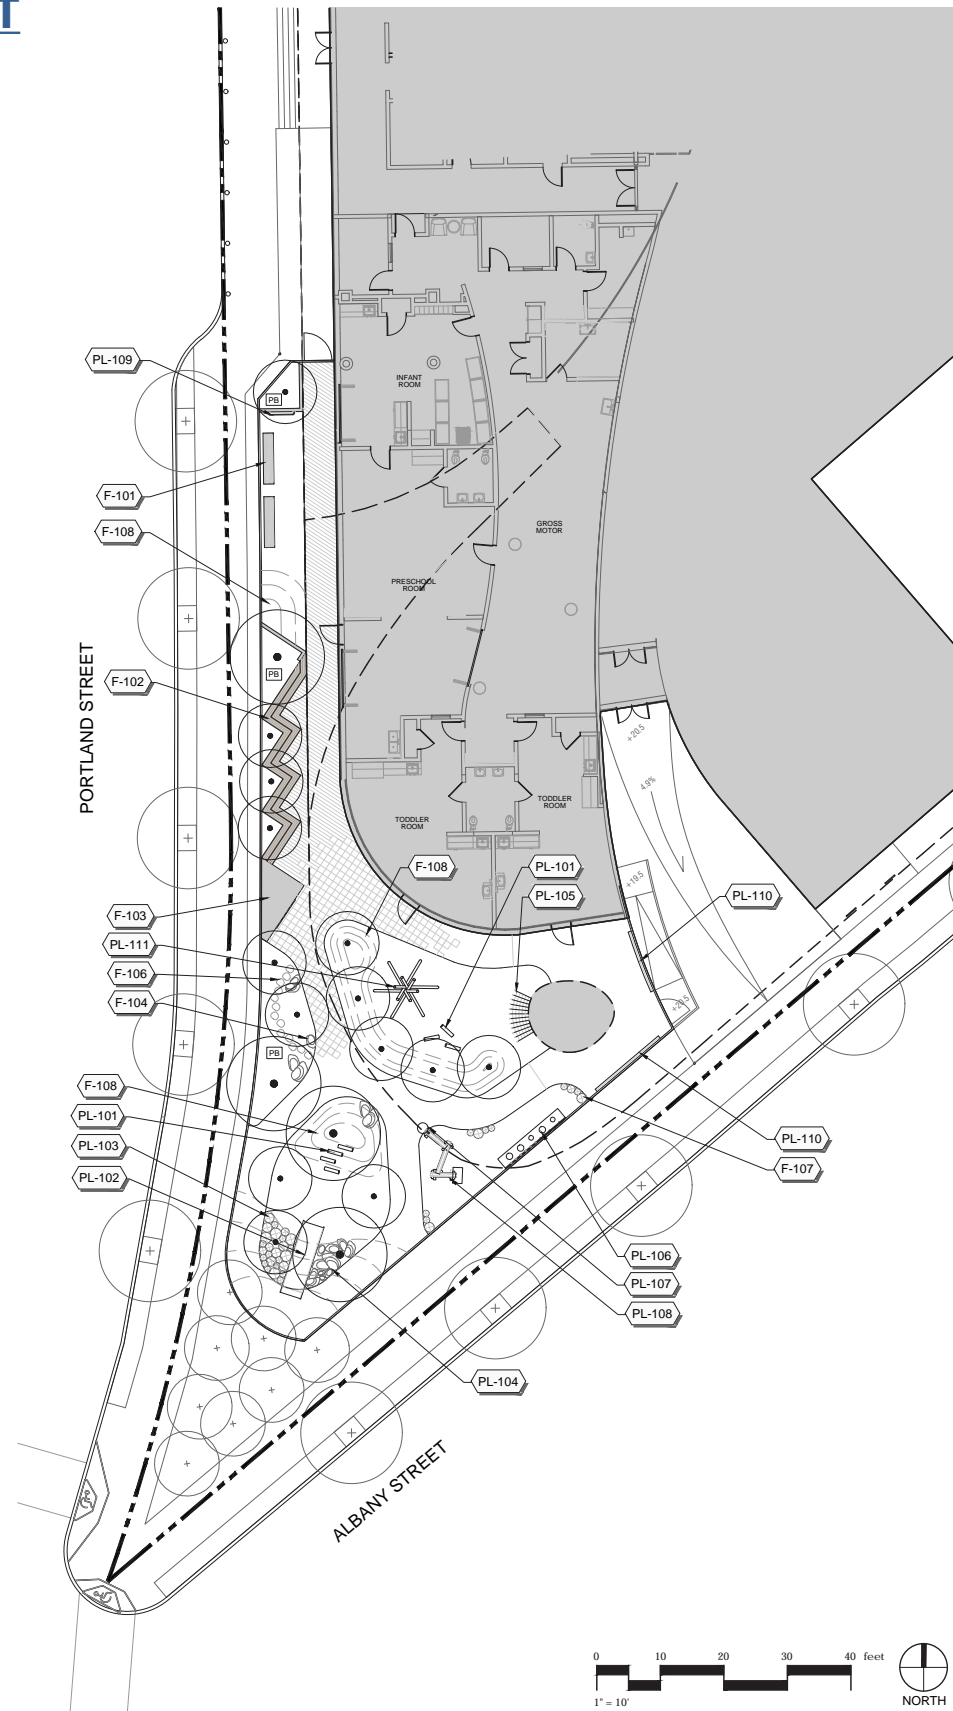 T
PL-109
PB
INFANT
ROOM
F-101
F-108
GROSS
MOTOR
PRESCHOOL
ROOM
PORTLAND STREET
F-102
PB
+20.5
4.9%
TODDLER
ROOM
TODDLER
ROOM
F-108
PL-101
PL-105
+19.5
PL-110
F-103
PL-111
F-106
F-104
+20.5
PB
F-108
PL-101
PL-103
PL-102
PL-110
F-107
PL-106
PL-107
PL-108
PL-104
ALBANY STREET
0 10 20 30 40 feet
1" = 10'
NORTH